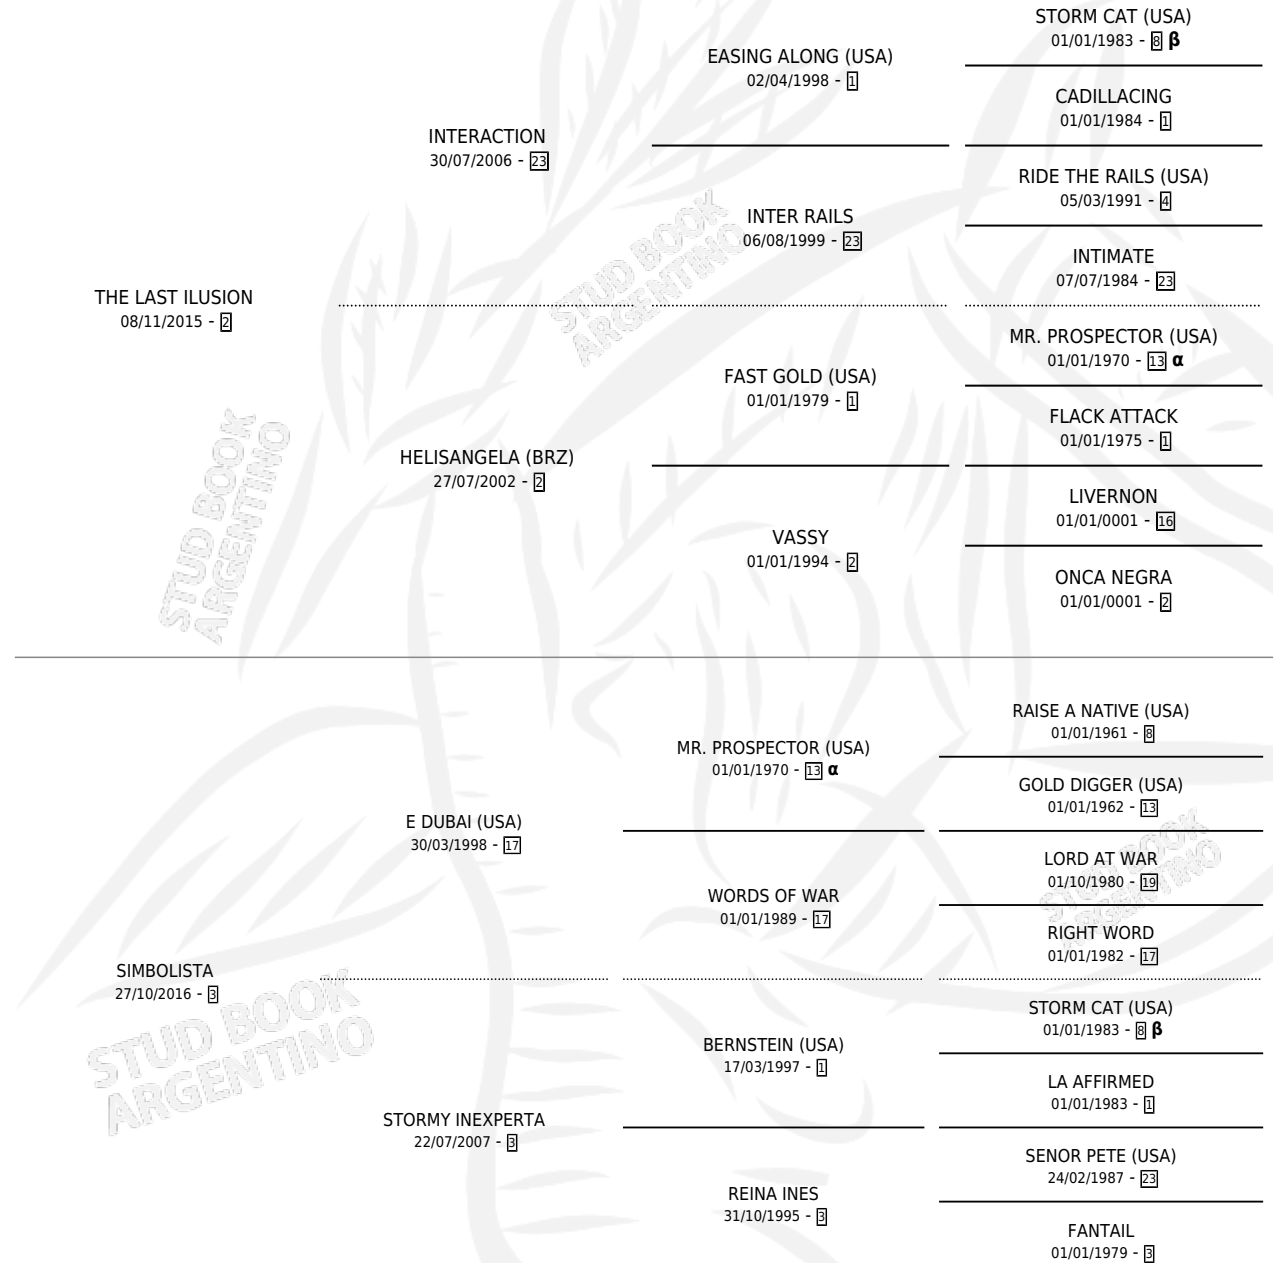 STORM CAT (USA)
01/01/1983 - 8 β
EASING ALONG (USA)
02/04/1998 - 1
CADILLACING
01/01/1984 - 1
INTERACTION
30/07/2006 - 23
RIDE THE RAILS (USA)
05/03/1991 - 4
INTER RAILS
06/08/1999 - 23
INTIMATE
07/07/1984 - 23
THE LAST ILUSION
08/11/2015 - 2
MR. PROSPECTOR (USA)
01/01/1970 - 13 α
FAST GOLD (USA)
01/01/1979 - 1
FLACK ATTACK
01/01/1975 - 1
HELISANGELA (BRZ)
27/07/2002 - 2
LIVERNON
01/01/0001 - 16
VASSY
01/01/1994 - 2
ONCA NEGRA
01/01/0001 - 2
STUD BOOK
ARGENTINO
STUD BOOK
ARGENTINO
RAISE A NATIVE (USA)
01/01/1961 - 8
MR. PROSPECTOR (USA)
01/01/1970 - 13 α
GOLD DIGGER (USA)
01/01/1962 - 13
E DUBAI (USA)
30/03/1998 - 17
LORD AT WAR
01/10/1980 - 19
WORDS OF WAR
01/01/1989 - 17
RIGHT WORD
01/01/1982 - 17
SIMBOLISTA
27/10/2016 - 3
STORM CAT (USA)
01/01/1983 - 8 β
BERNSTEIN (USA)
17/03/1997 - 1
LA AFFIRMED
01/01/1983 - 1
STORMY INEXPERTA
22/07/2007 - 3
SENOR PETE (USA)
24/02/1987 - 23
REINA INES
31/10/1995 - 3
FANTAIL
01/01/1979 - 3
STUD BOOK
ARGENTINO
STUD BOOK
ARGENTINO